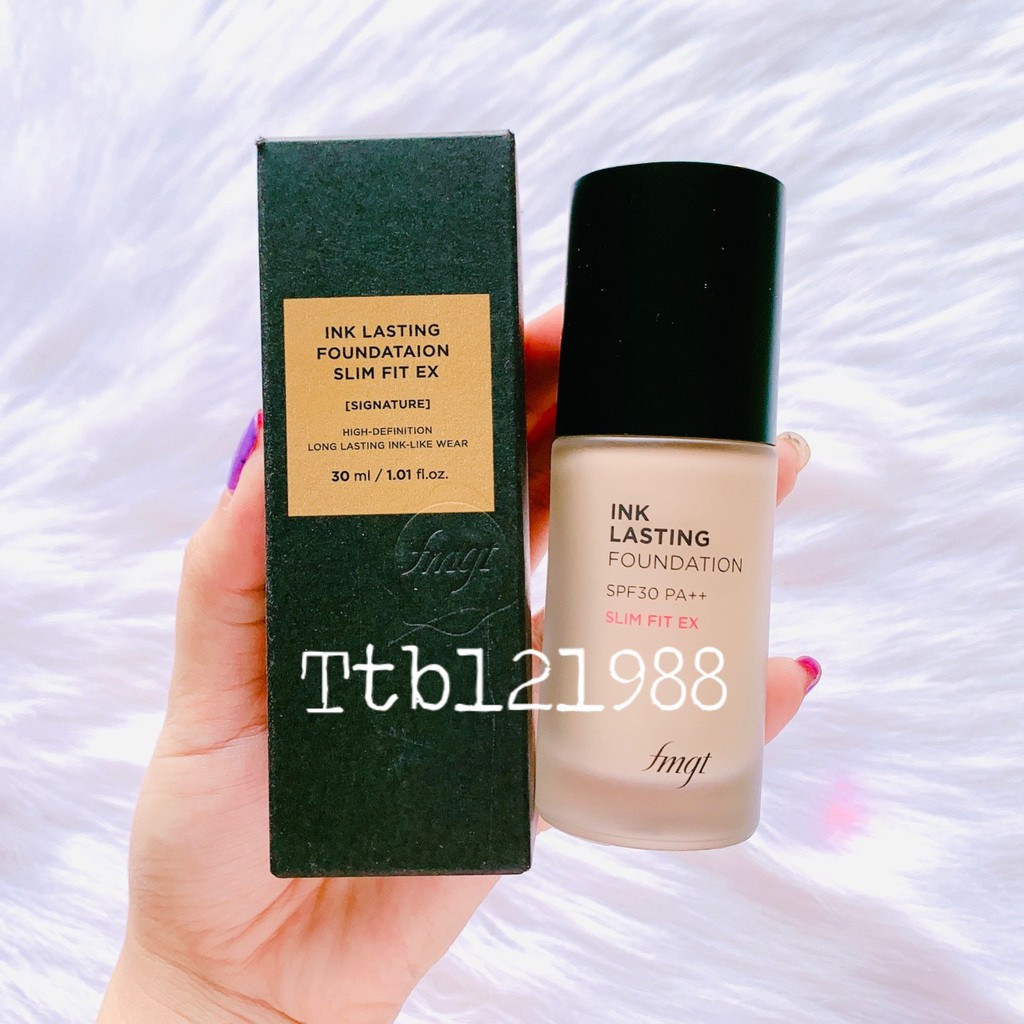 INK LASTING
FOUNDATAION
SLIM FIT EX
[SIGNATURE]
HIGH-DEFINITION
LONG LASTING INK-LIKE WEAR
30 ml / 1.01 fl.oz.
fmgt
INK
LASTING
FOUNDATION
SPF30 PA++
SLIM FIT EX
fmgt
Ttb121988